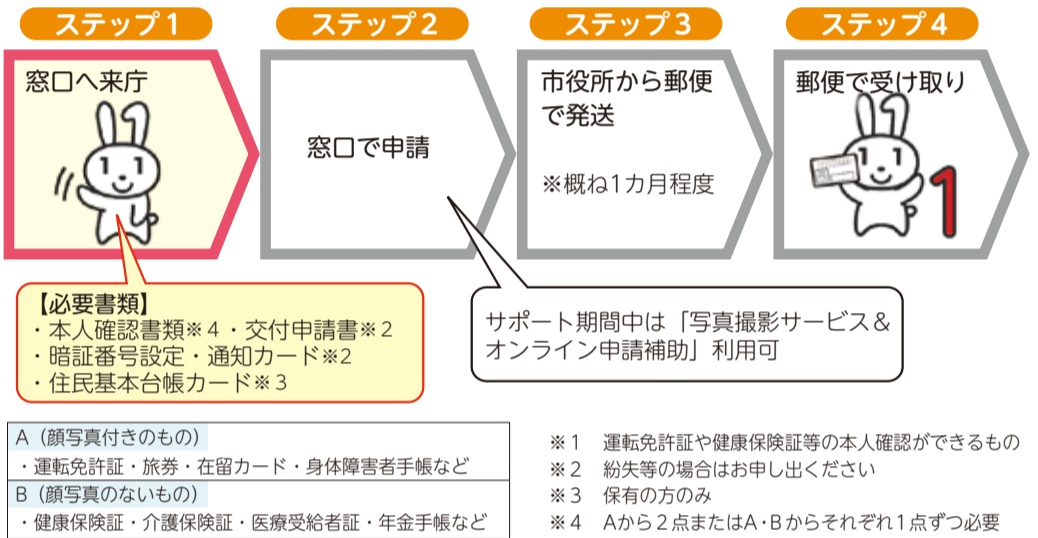 ステップ1
ステップ2
ステップ3
ステップ4
窓口へ来庁
窓口で申請
市役所から郵便
で発送
※概ね1カ月程度
郵便で受け取り
1
【必要書類】
・本人確認書類※4・交付申請書※2
・暗証番号設定・通知カード※2
・住民基本台帳カード※3
サポート期間中は「写真撮影サービス&
オンライン申請補助」利用可
A（顔写真付きのもの）
・運転免許証・旅券・在留カード・身体障害者手帳など
B（顔写真のないもの）
・健康保険証・介護保険証・医療受給者証・年金手帳など
※1 運転免許証や健康保険証等の本人確認ができるもの
※2 紛失等の場合はお申し出ください
※3 保有の方のみ
※4 Aから2点またはA・Bからそれぞれ1点ずつ必要